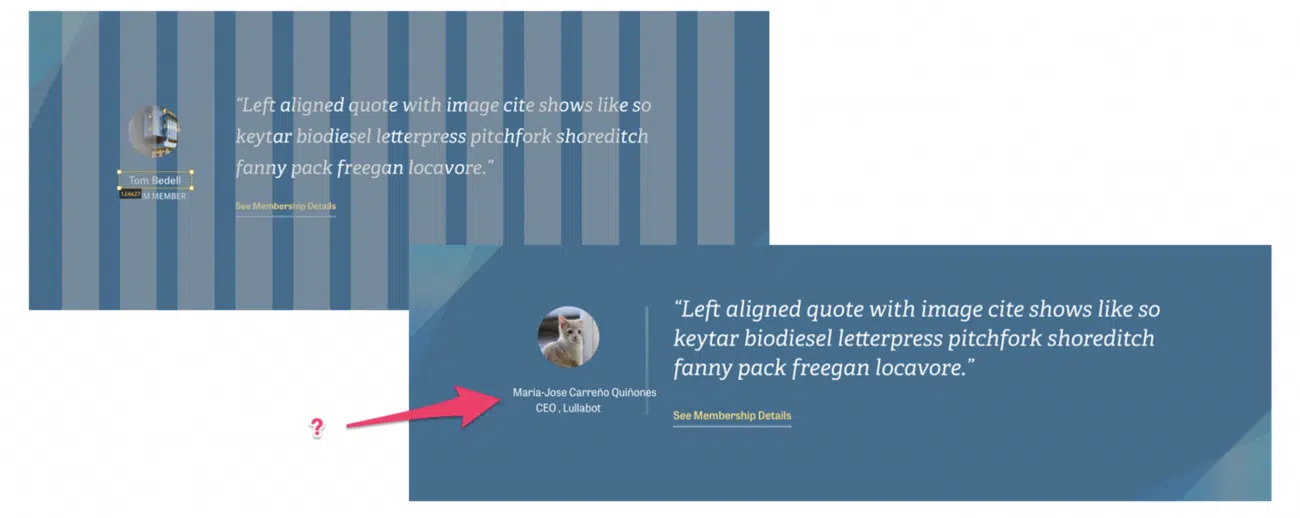 “Left aligned quote with image cite shows like so
keytar biodiesel letterpress pitchfork shoreditch
fanny pack freegan locavore.”
Tom Bedell
124x27
M MEMBER
See Membership Details
“Left aligned quote with image cite shows like so
keytar biodiesel letterpress pitchfork shoreditch
fanny pack freegan locavore.”
Maria-Jose Carreño Quiñones
CEO , Lullabot
See Membership Details
?